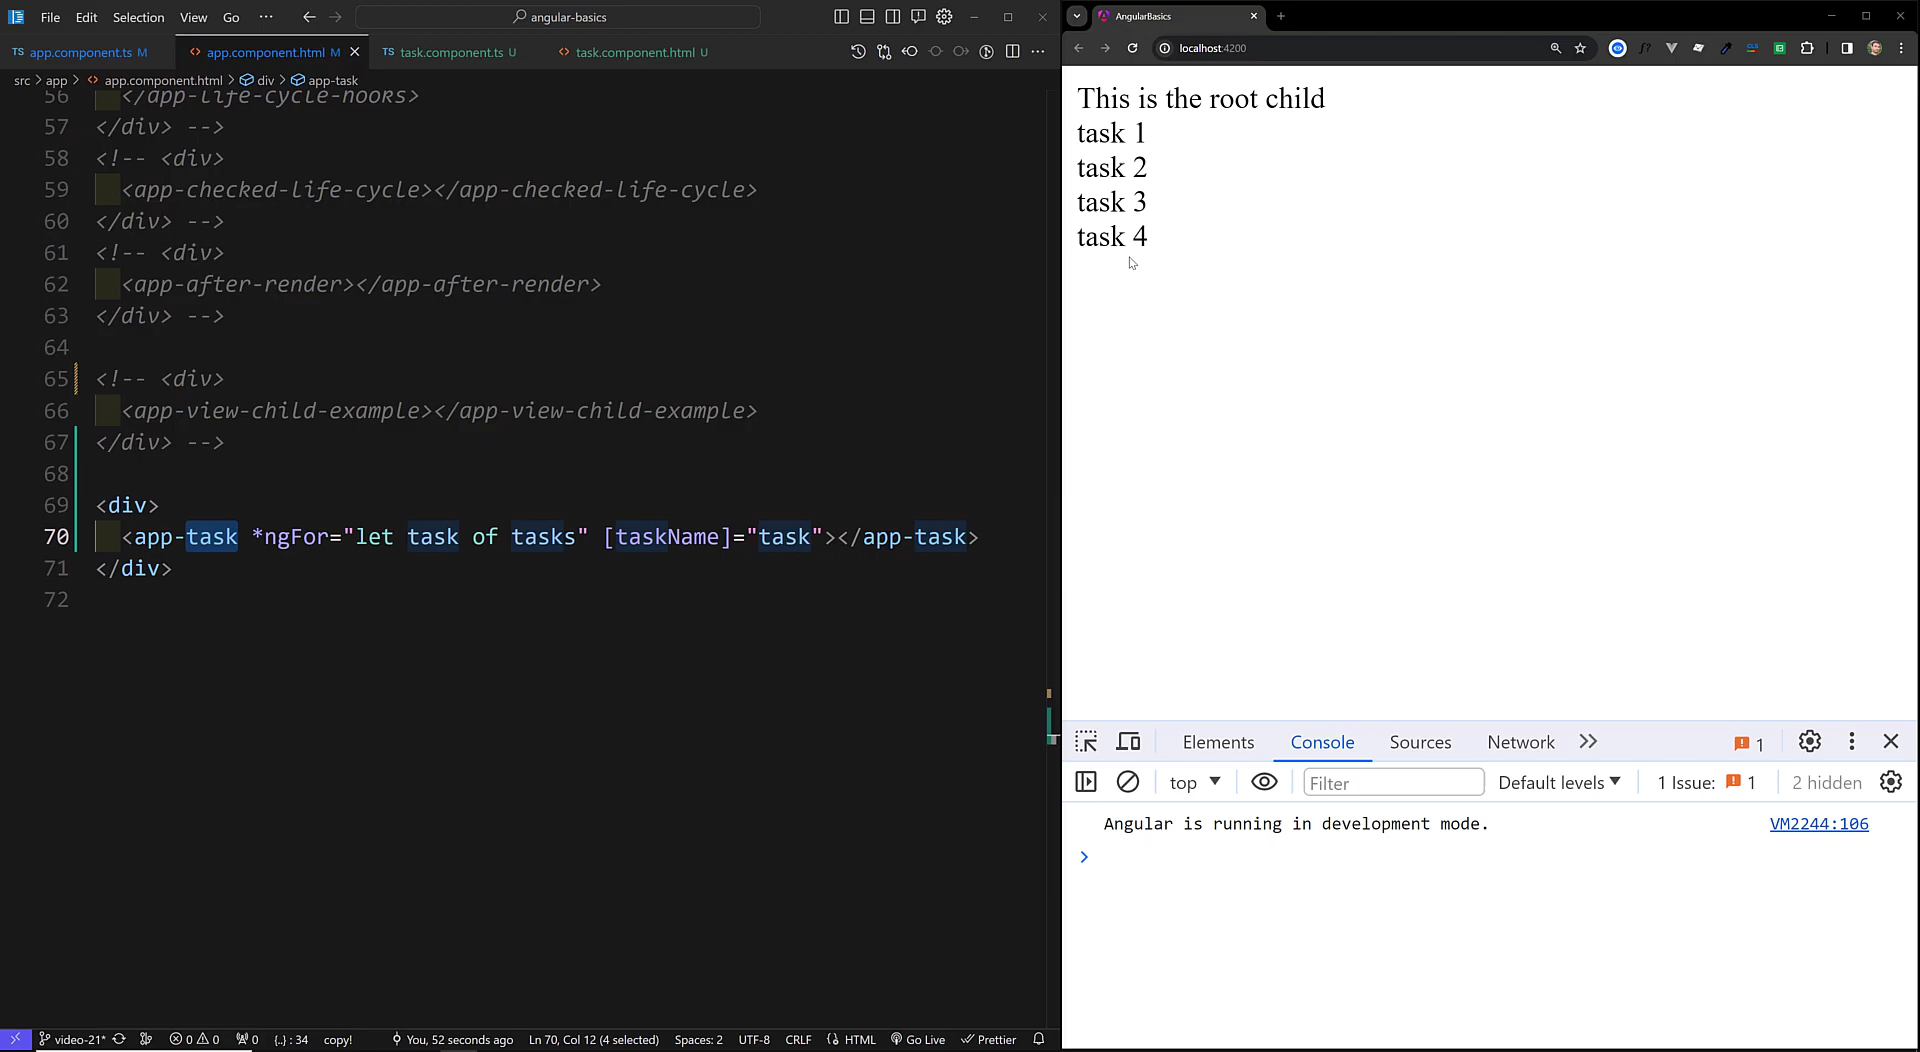 File Edit Selection View Go ··· angular-basics
app.component.ts M app.component.html M task.component.ts U task.component.html U
src > app > app.component.html > div > app-task
56 </app-life-cycle-hooks>
57 </div> -->
58 <!-- <div>
59 <app-checked-life-cycle></app-checked-life-cycle>
60 </div> -->
61 <!-- <div>
62 <app-after-render></app-after-render>
63 </div> -->
64
65 <!-- <div>
66 <app-view-child-example></app-view-child-example>
67 </div> -->
68
69 <div>
70 <app-task *ngFor="let task of tasks" [taskName]="task"></app-task>
71 </div>
72
video-21* 0 0 0 {..} : 34 copy! You, 52 seconds ago Ln 70, Col 12 (4 selected) Spaces: 2 UTF-8 CRLF HTML Go Live Prettier
AngularBasics
localhost:4200
This is the root child
task 1
task 2
task 3
task 4
Elements Console Sources Network 1
top Filter Default levels 1 Issue: 1 2 hidden
Angular is running in development mode. VM2244:106